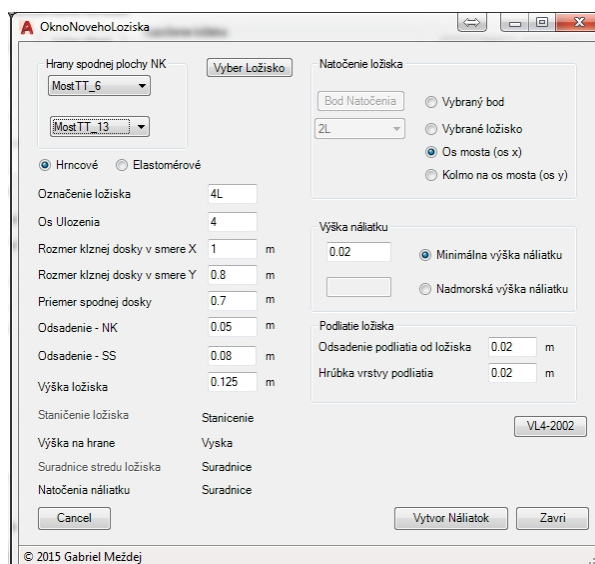 OknoNovehoLoziska
Hrany spodnej plochy NK
MostTT_6
MostTT_13
Vyber Ložisko
Hrncové
Elastomérové
Označenie ložiska 4L
Os Ulozenia 4
Rozmer klznej dosky v smere X 1 m
Rozmer klznej dosky v smere Y 0.8 m
Priemer spodnej dosky 0.7 m
Odsadenie - NK 0.05 m
Odsadenie - SS 0.08 m
Výška ložiska 0.125 m
Staničenie ložiska Stanicenie
Výška na hrane Vyska
Suradnice stredu ložiska Suradnice
Natočenia náliatku Suradnice
Cancel
Natočenie ložiska
Bod Natočenia
2L
Vybraný bod
Vybrané ložisko
Os mosta (os x)
Kolmo na os mosta (os y)
Výška náliatku
0.02
Minimálna výška náliatku
Nadmorská výška náliatku
Podliatie ložiska
Odsadenie podliatia od ložiska 0.02 m
Hrúbka vrstvy podliatia 0.02 m
VL4-2002
Vytvor Náliatok
Zavri
© 2015 Gabriel Meždej